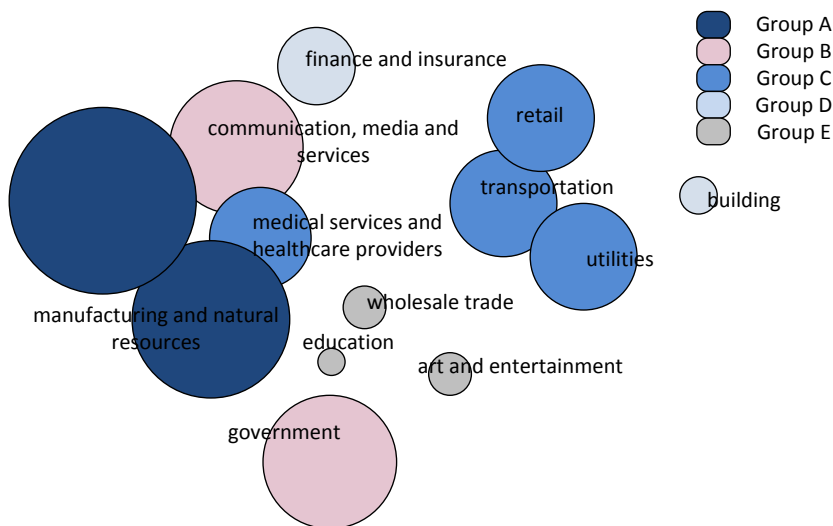 Group A
Group B
Group C
Group D
Group E
finance and insurance
communication, media and
services
retail
transportation
building
medical services and
healthcare providers
utilities
wholesale trade
manufacturing and natural
resources
education
art and entertainment
government